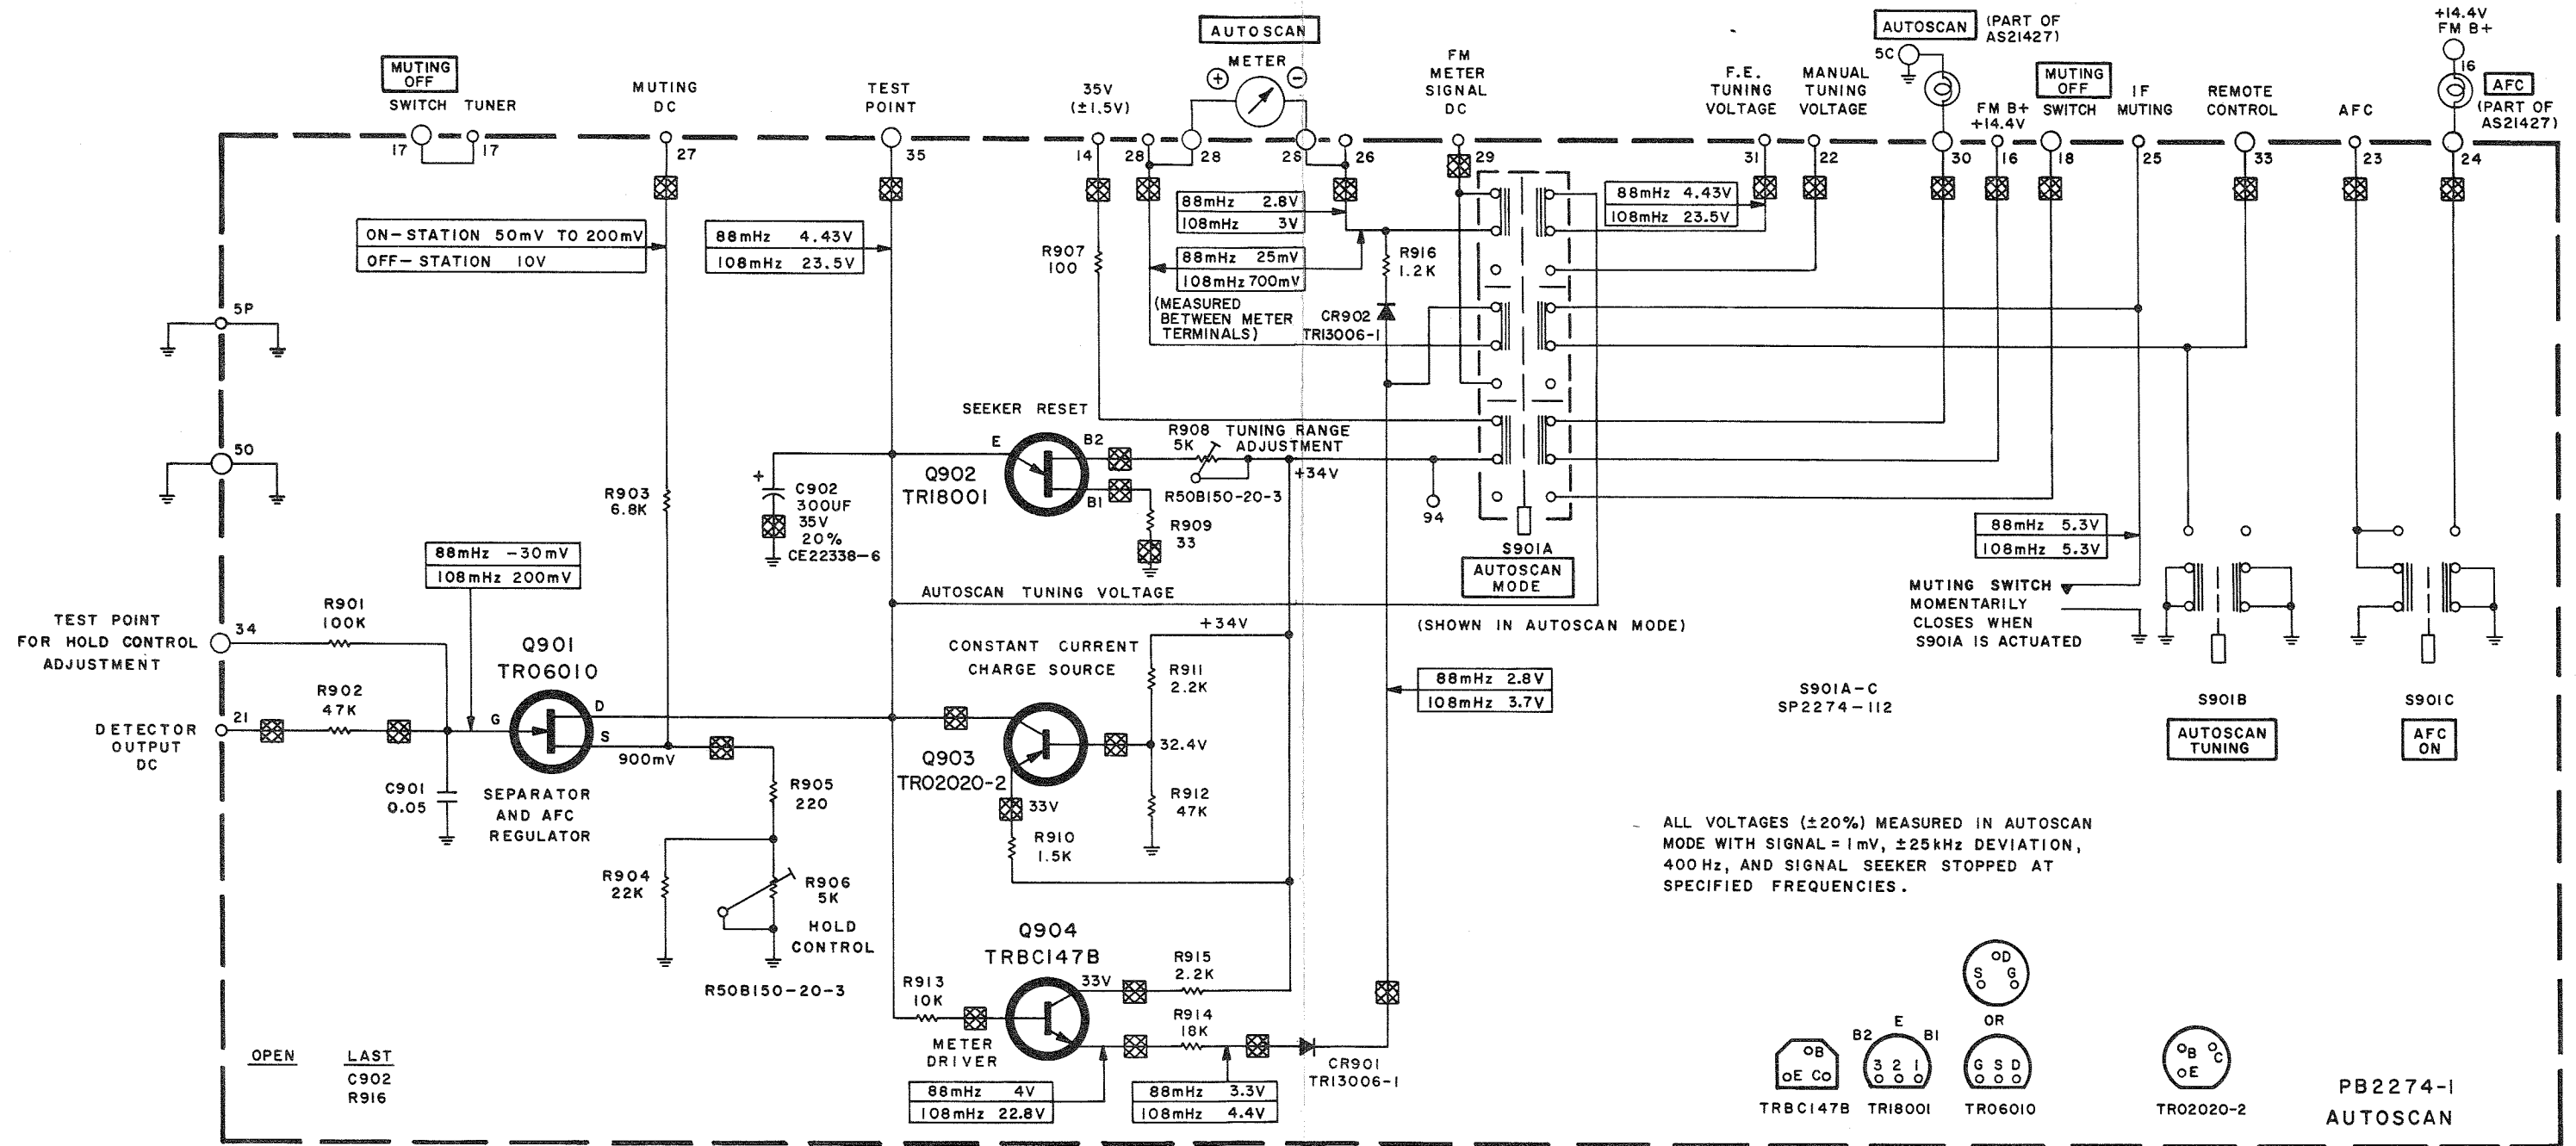 AUTOSCAN
METER
+ −
MUTING
OFF
SWITCH TUNER
17 17
MUTING
DC
27
TEST
POINT
35
35V
(±1.5V)
14
28
28
26
26
FM
METER
SIGNAL
DC
29
F.E.
TUNING
VOLTAGE
31
MANUAL
TUNING
VOLTAGE
22
AUTOSCAN
(PART OF
AS21427)
5C
30
FM B+
+14.4V
16
MUTING
OFF
SWITCH
18
IF
MUTING
25
REMOTE
CONTROL
33
AFC
23
+14.4V
FM B+
16
AFC
(PART OF
AS21427)
24
ON-STATION 50mV TO 200mV
OFF-STATION 10V
88mHz 4.43V
108mHz 23.5V
R907
100
88mHz 2.8V
108mHz 3V
88mHz 25mV
108mHz 700mV
(MEASURED
BETWEEN METER
TERMINALS)
R916
1.2K
CR902
TR13006-1
88mHz 4.43V
108mHz 23.5V
5P
50
SEEKER RESET
E
B2
B1
Q902
TR18001
R908
5K
TUNING RANGE
ADJUSTMENT
+34V
R50B150-20-3
R909
33
94
S901A
AUTOSCAN
MODE
R903
6.8K
+
C902
300UF
35V
20%
CE22338-6
88mHz 5.3V
108mHz 5.3V
MUTING SWITCH
MOMENTARILY
CLOSES WHEN
S901A IS ACTUATED
88mHz -30mV
108mHz 200mV
AUTOSCAN TUNING VOLTAGE
(SHOWN IN AUTOSCAN MODE)
TEST POINT
FOR HOLD CONTROL
ADJUSTMENT
34
R901
100K
R902
47K
21
DETECTOR
OUTPUT
DC
Q901
TR06010
G
D
S
900mV
C901
0.05
SEPARATOR
AND AFC
REGULATOR
CONSTANT CURRENT
CHARGE SOURCE
+34V
R911
2.2K
32.4V
Q903
TR02020-2
33V
R912
47K
R910
1.5K
88mHz 2.8V
108mHz 3.7V
S901A-C
SP2274-112
S901B
AUTOSCAN
TUNING
S901C
AFC
ON
R905
220
R904
22K
R906
5K
HOLD
CONTROL
R50B150-20-3
ALL VOLTAGES (±20%) MEASURED IN AUTOSCAN
MODE WITH SIGNAL = 1mV, ±25kHz DEVIATION,
400 Hz, AND SIGNAL SEEKER STOPPED AT
SPECIFIED FREQUENCIES.
Q904
TRBC147B
33V
R915
2.2K
R913
10K
R914
18K
METER
DRIVER
CR901
TR13006-1
88mHz 4V
108mHz 22.8V
88mHz 3.3V
108mHz 4.4V
OPEN LAST
C902
R916
B
E C
TRBC147B
E
B2 B1
3 2 1
TR18001
D
S G
OR
G S D
TR06010
B C
E
TR02020-2
PB2274-1
AUTOSCAN